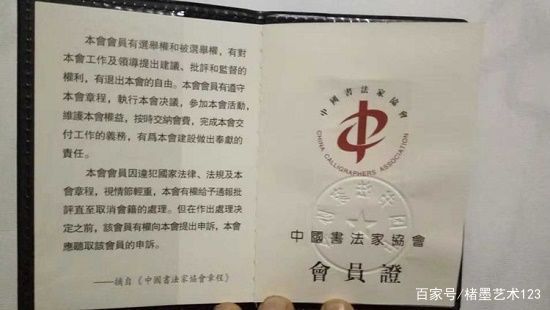 本會會員有選舉權和被選舉權，有對
本會工作及領導提出建議、批評和監督的
權利，有退出本會的自由。本會會員有遵守
本會章程，執行本會決議，參加本會活動，
維護本會權益，按時交納會費，完成本會交
付工作的義務，有爲本會建設做出奉獻的
責任。
本會會員因違犯國家法律、法規及本
會章程，視情節輕重，本會有權給予通報批
評直至取消會籍的處理。但在作出處理决
定之前，該會員有權向本會提出申訴，本會
應聽取該會員的申訴。
——摘自《中國書法家協會章程》
中國書法家協會
CHINA CALLIGRAPHERS ASSOCIATION
中國書法家協會
會員證
百家号/楮墨艺术123